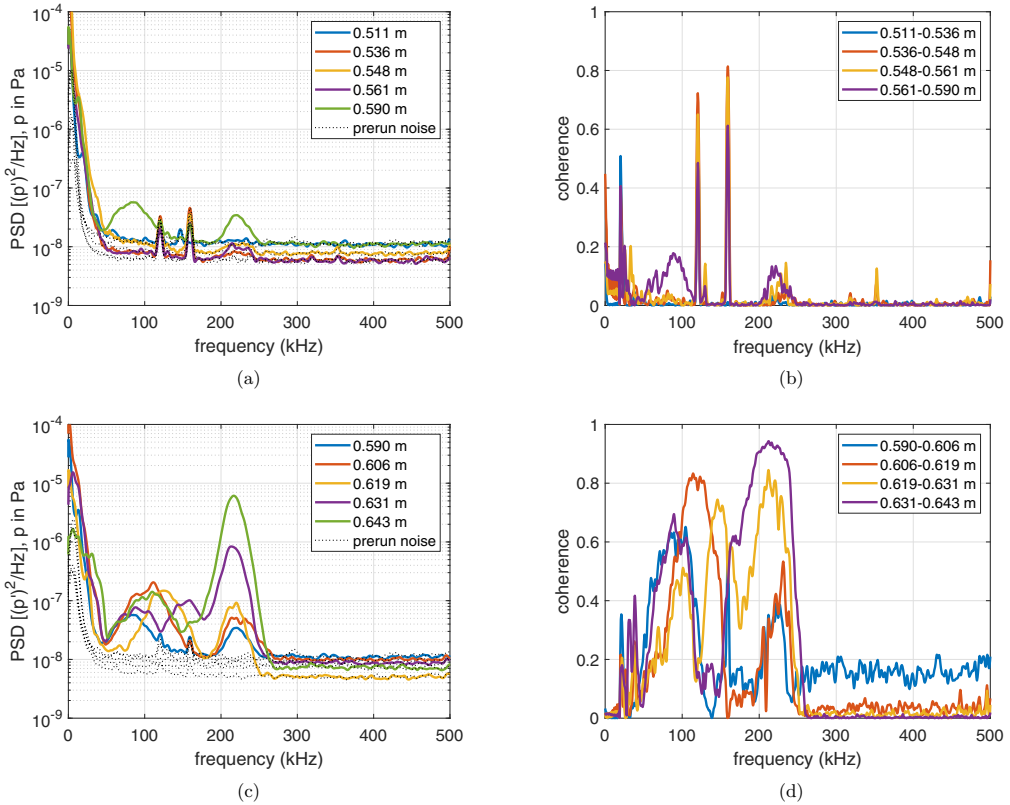 10^-4
10^-5
10^-6
10^-7
10^-8
10^-9
PSD [(p')^2/Hz], p in Pa
0.511 m
0.536 m
0.548 m
0.561 m
0.590 m
prerun noise
0 100 200 300 400 500
frequency (kHz)
(a)
1
0.8
0.6
0.4
0.2
0
coherence
0.511-0.536 m
0.536-0.548 m
0.548-0.561 m
0.561-0.590 m
0 100 200 300 400 500
frequency (kHz)
(b)
10^-4
10^-5
10^-6
10^-7
10^-8
10^-9
PSD [(p')^2/Hz], p in Pa
0.590 m
0.606 m
0.619 m
0.631 m
0.643 m
prerun noise
0 100 200 300 400 500
frequency (kHz)
(c)
1
0.8
0.6
0.4
0.2
0
coherence
0.590-0.606 m
0.606-0.619 m
0.619-0.631 m
0.631-0.643 m
0 100 200 300 400 500
frequency (kHz)
(d)